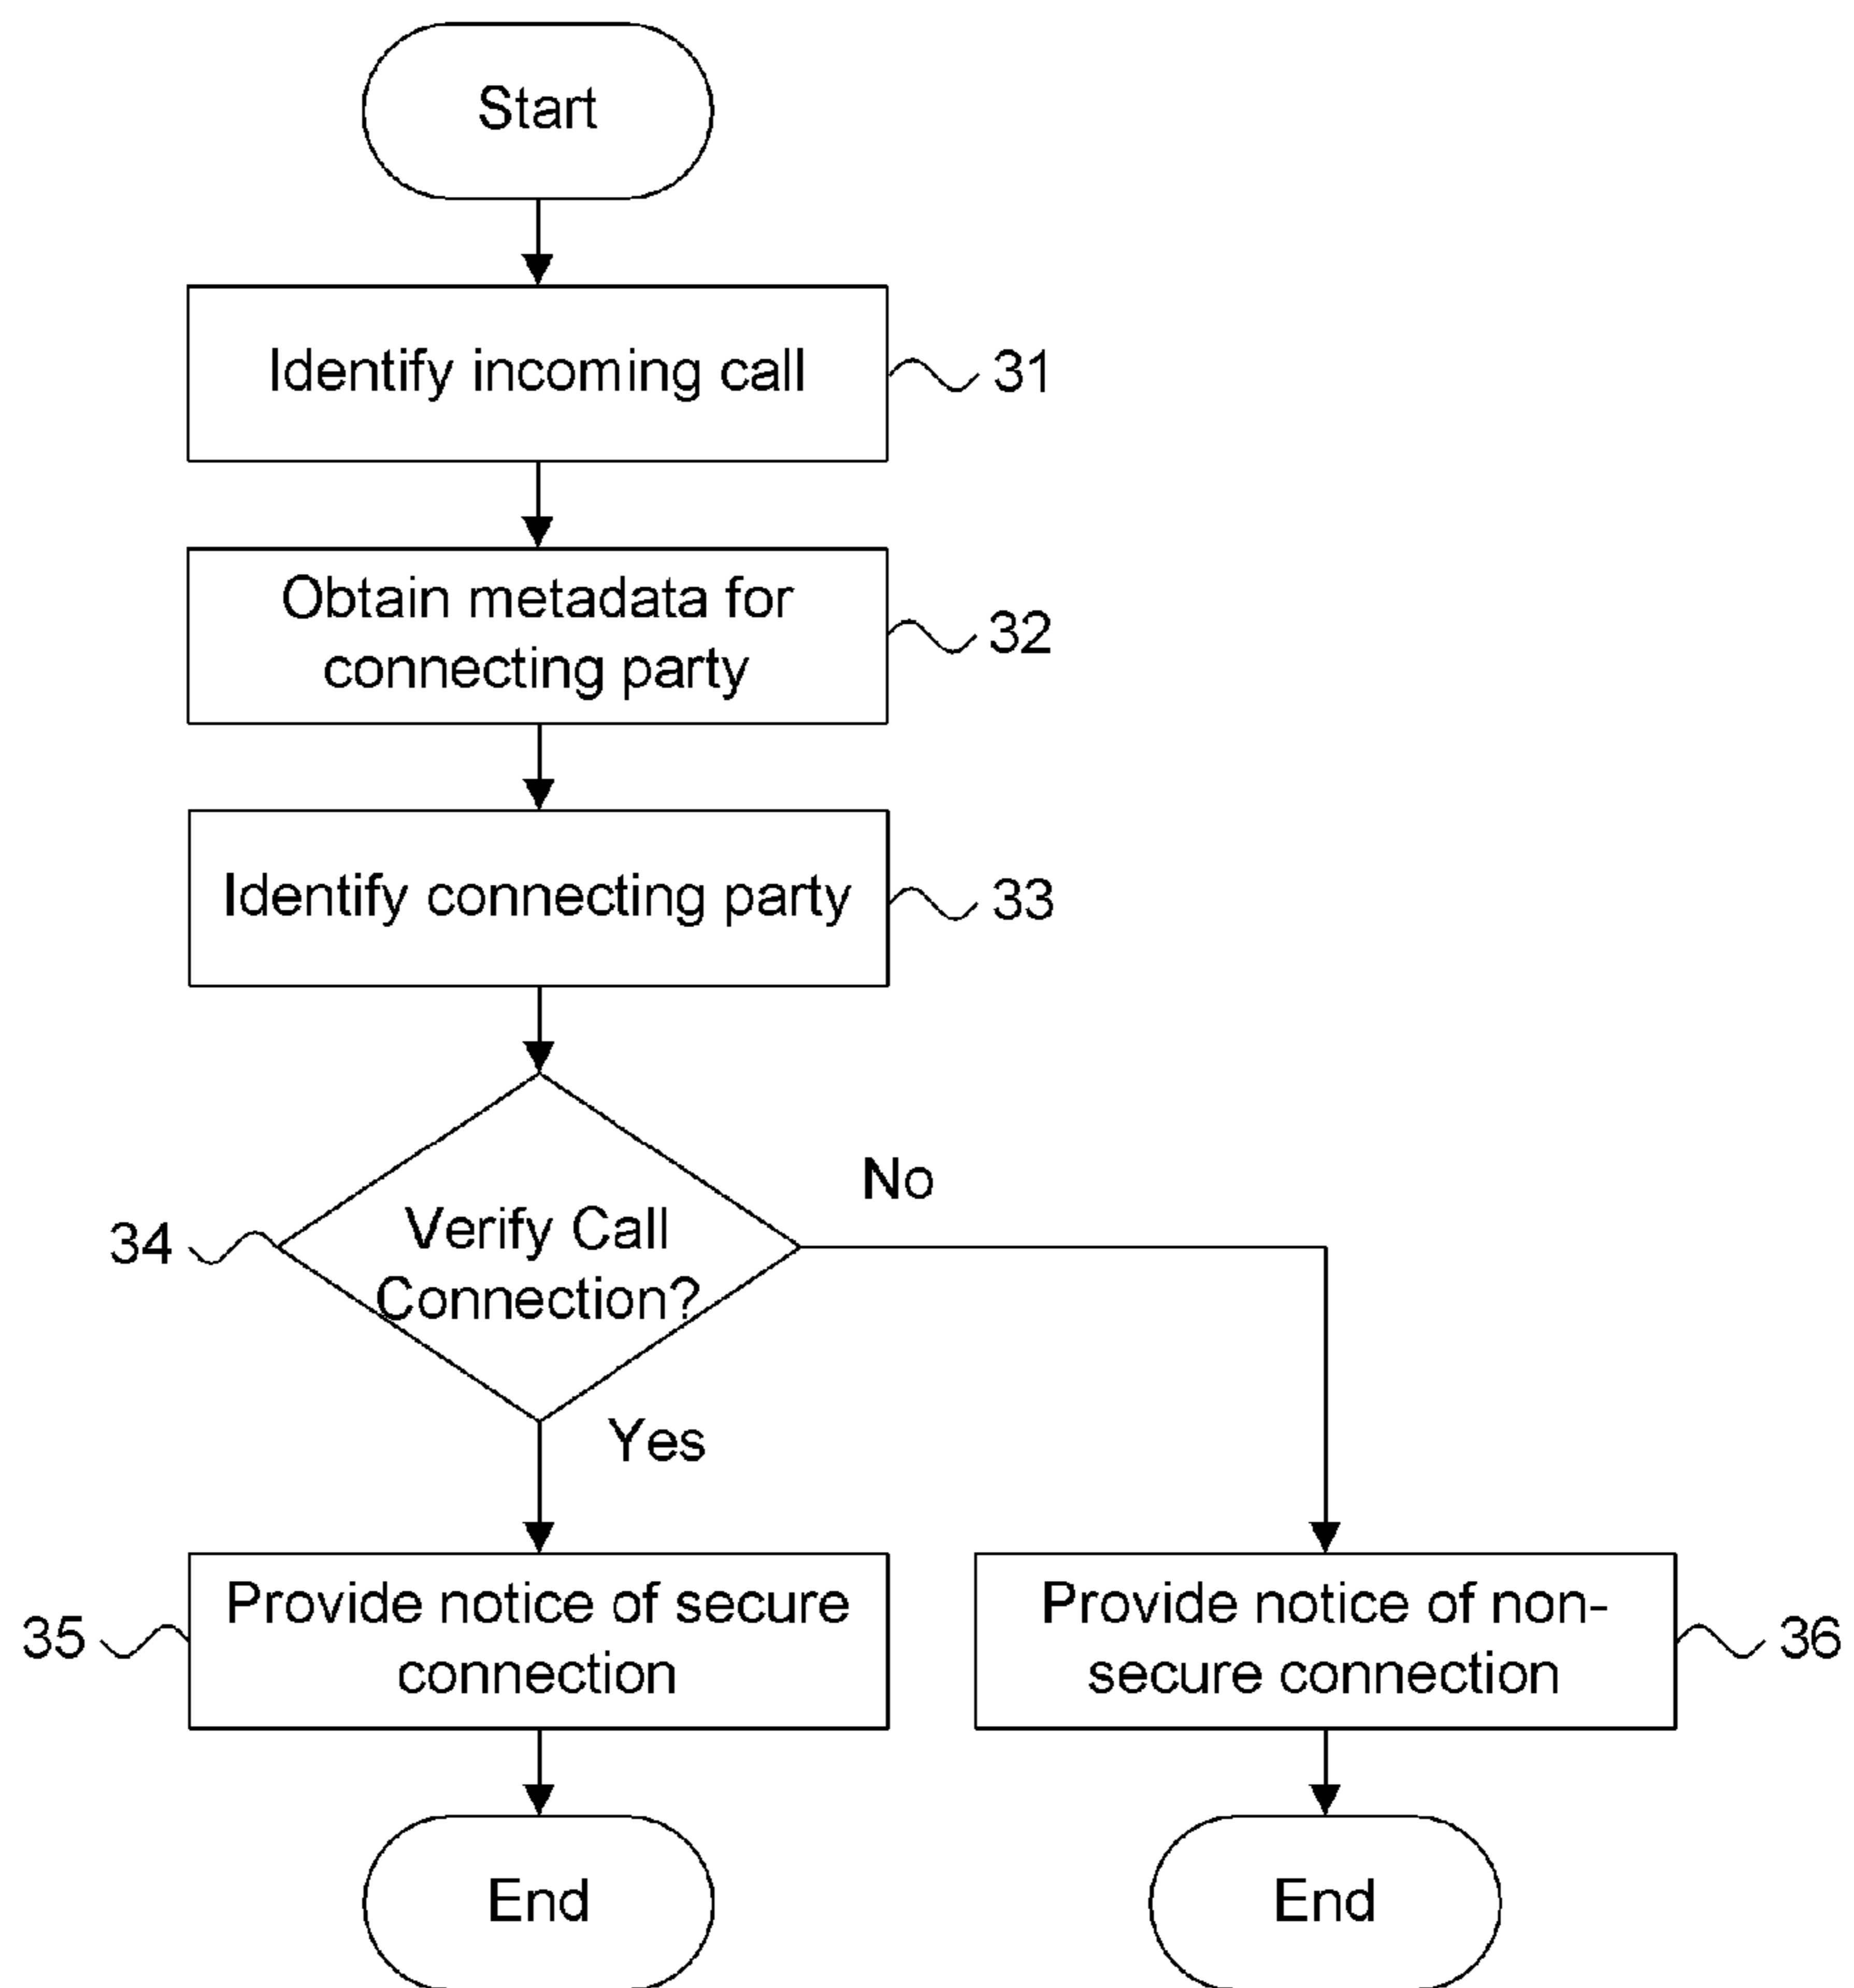 Start
Identify incoming call
31
Obtain metadata for
connecting party
32
Identify connecting party
33
No
34
Verify Call
Connection?
Yes
35
Provide notice of secure
connection
Provide notice of non-
secure connection
36
End
End